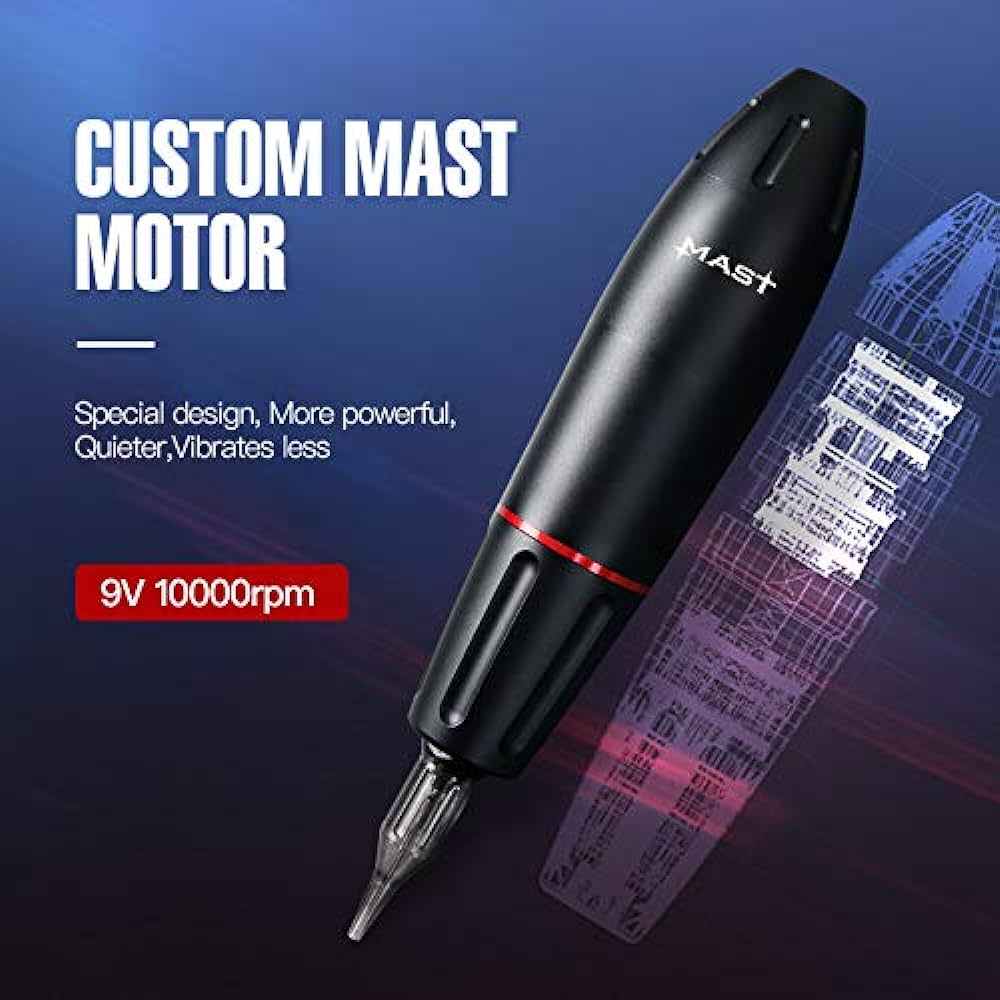 CUSTOM MAST
MOTOR
Special design, More powerful,
Quieter,Vibrates less
9V 10000rpm
MAST